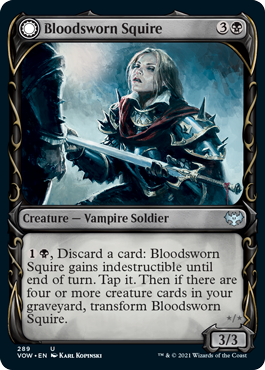 Bloodsworn Squire 3
Creature — Vampire Soldier
1 , Discard a card: Bloodsworn
Squire gains indestructible until
end of turn. Tap it. Then if there are
four or more creature cards in your
graveyard, transform Bloodsworn
Squire.
*/*
3/3
289 U
VOW • EN KARL KOPINSKI ™ & © 2021 Wizards of the Coast